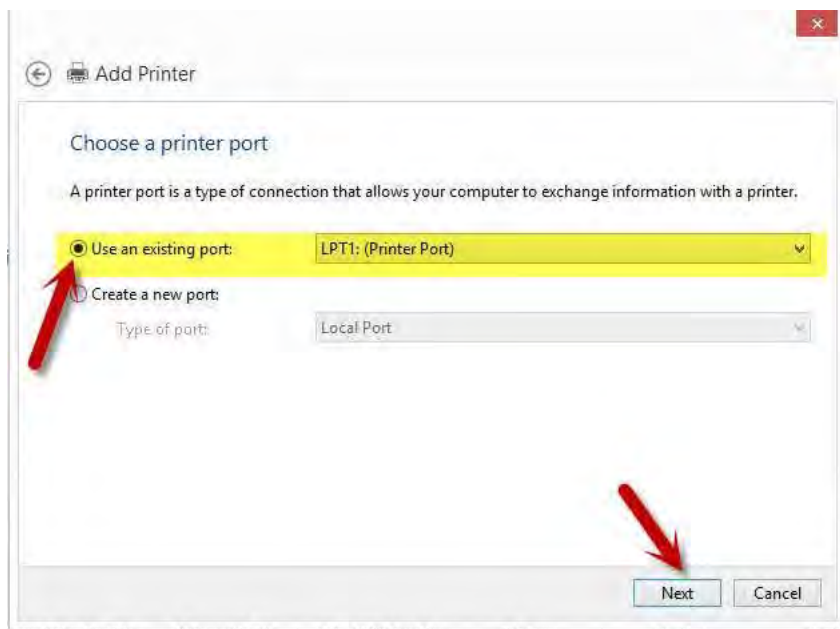 Add Printer
Choose a printer port
A printer port is a type of connection that allows your computer to exchange information with a printer.
Use an existing port: LPT1: (Printer Port)
Create a new port:
Type of port: Local Port
Next Cancel